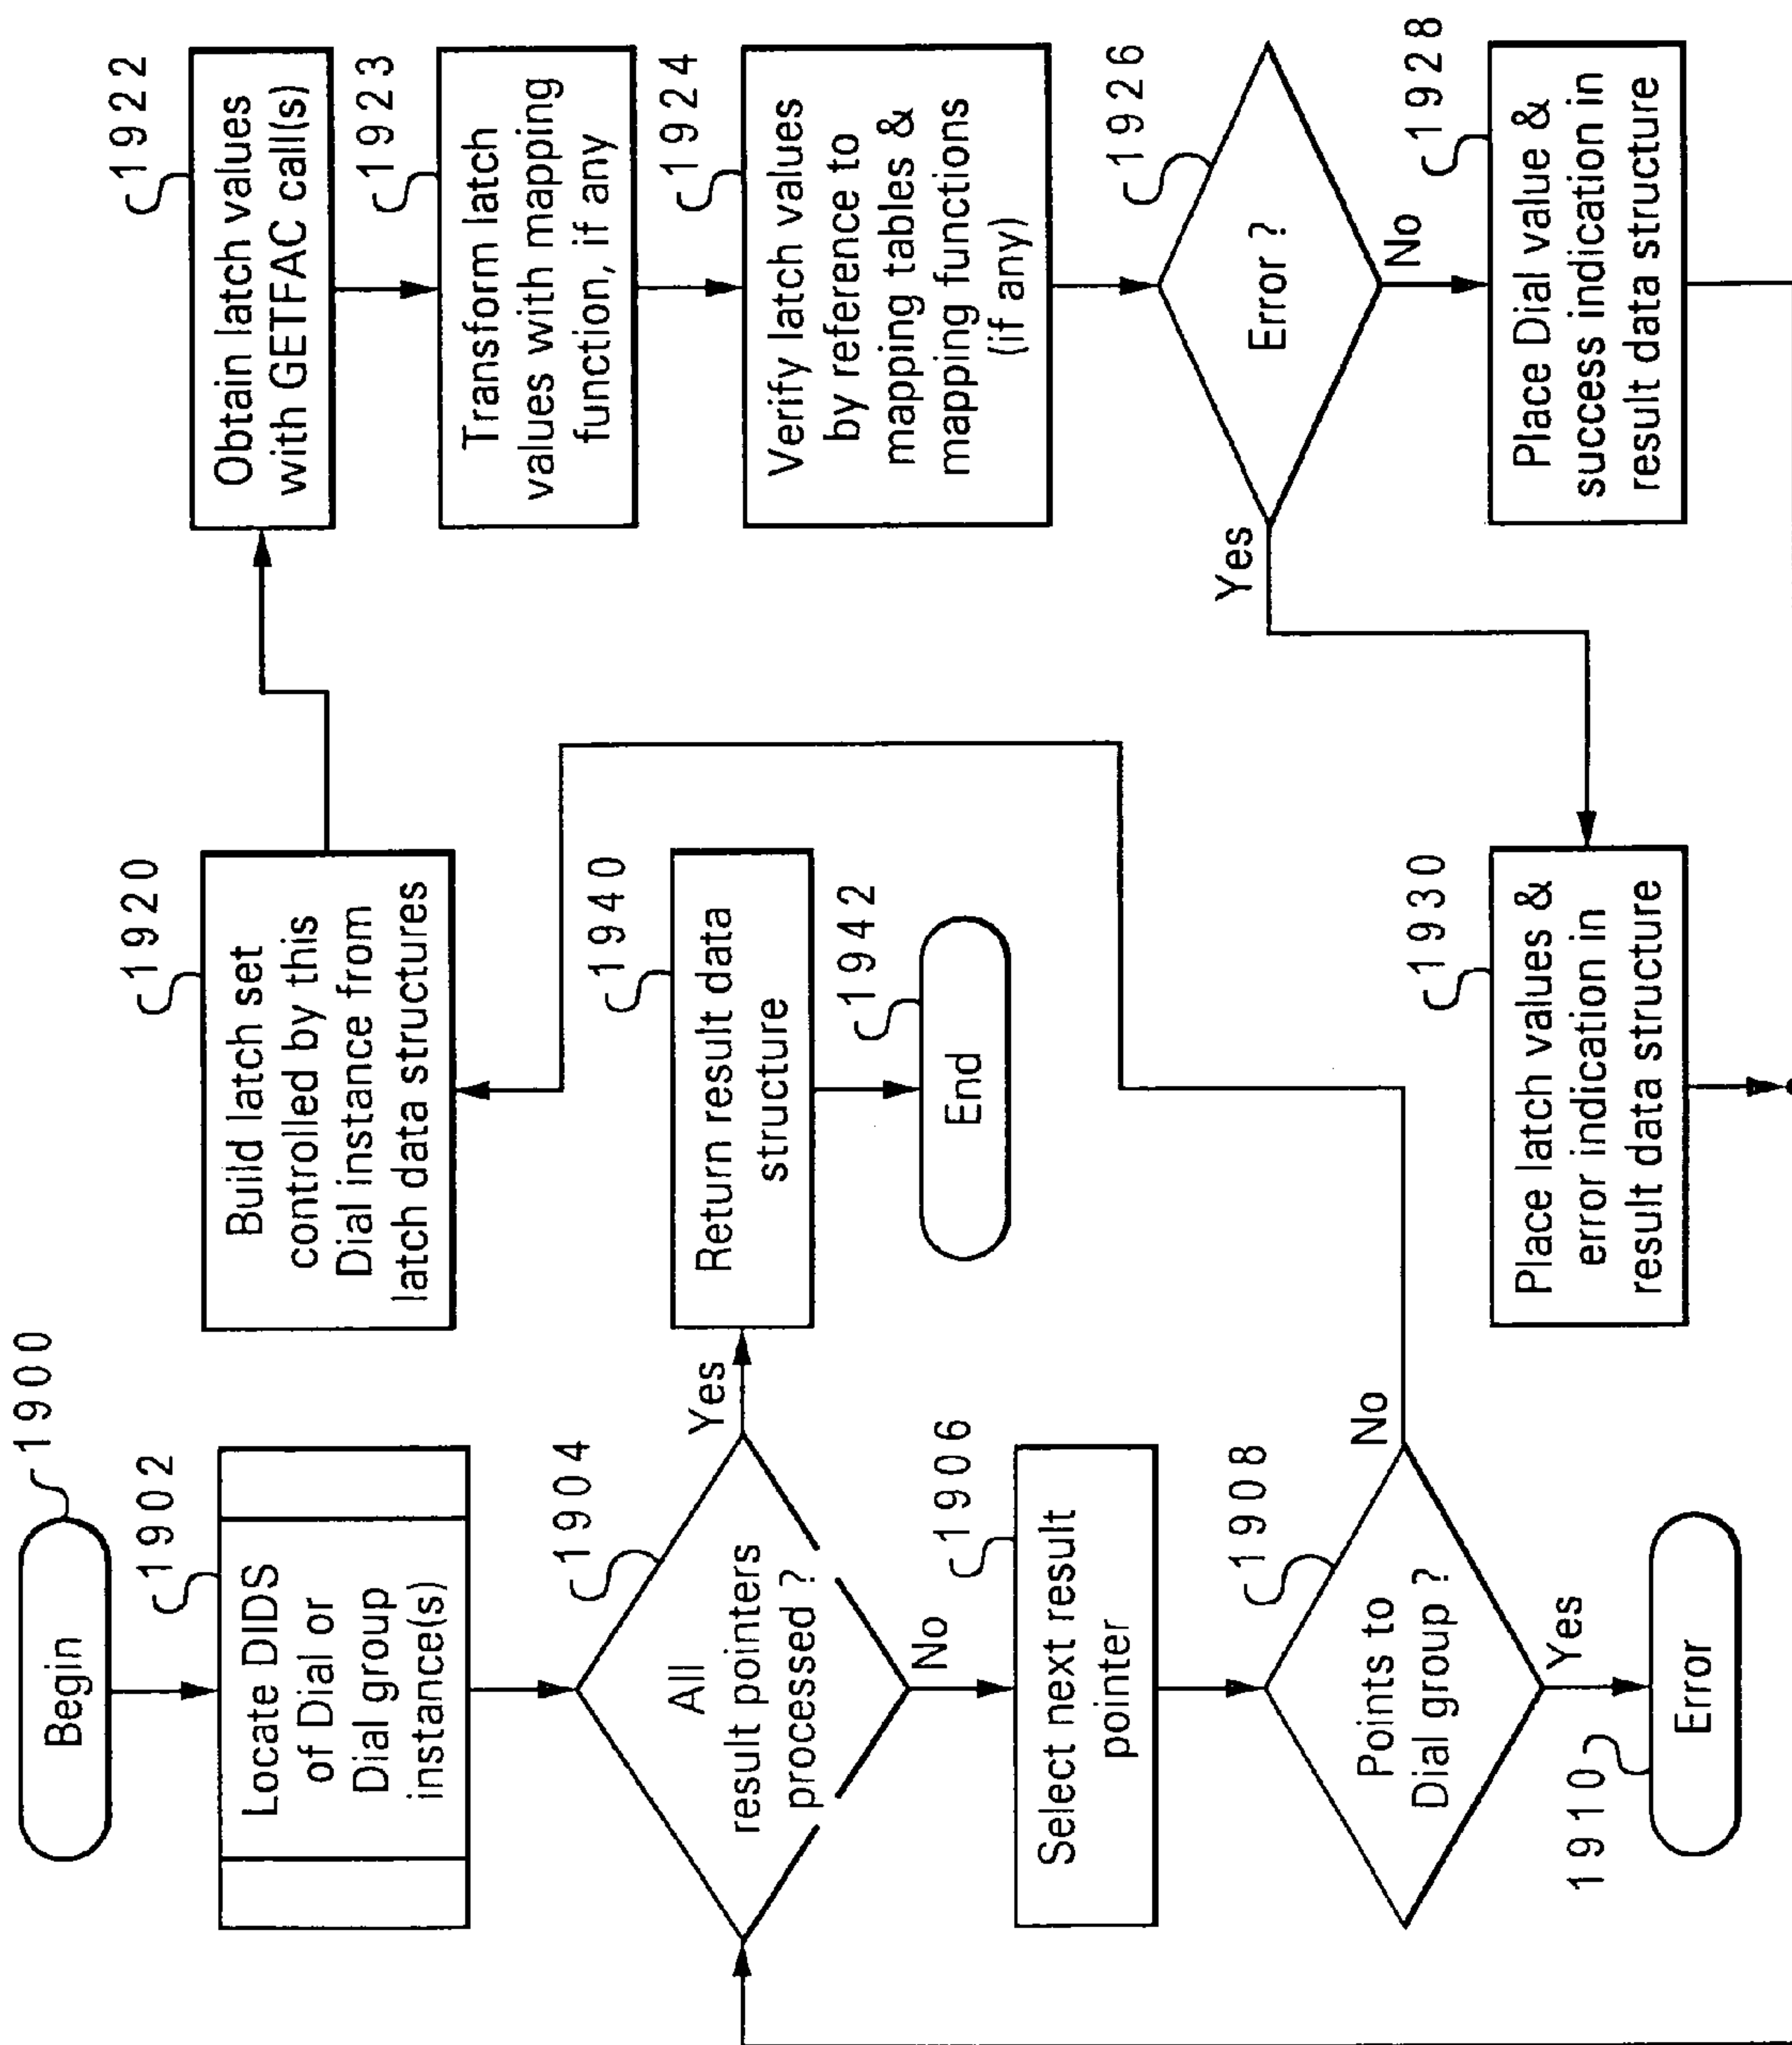 1900
Begin
1902
Locate DIDS
of Dial or
Dial group
instance(s)
1904
All
result pointers
processed ?
Yes
No
1906
Select next result
pointer
1908
Points to
Dial group ?
No
Yes
1910
Error
1920
Build latch set
controlled by this
Dial instance from
latch data structures
1940
Return result data
structure
1942
End
1930
Place latch values &
error indication in
result data structure
1922
Obtain latch values
with GETFAC call(s)
1923
Transform latch
values with mapping
function, if any
1924
Verify latch values
by reference to
mapping tables &
mapping functions
(if any)
1926
Error ?
Yes
No
1928
Place Dial value &
success indication in
result data structure